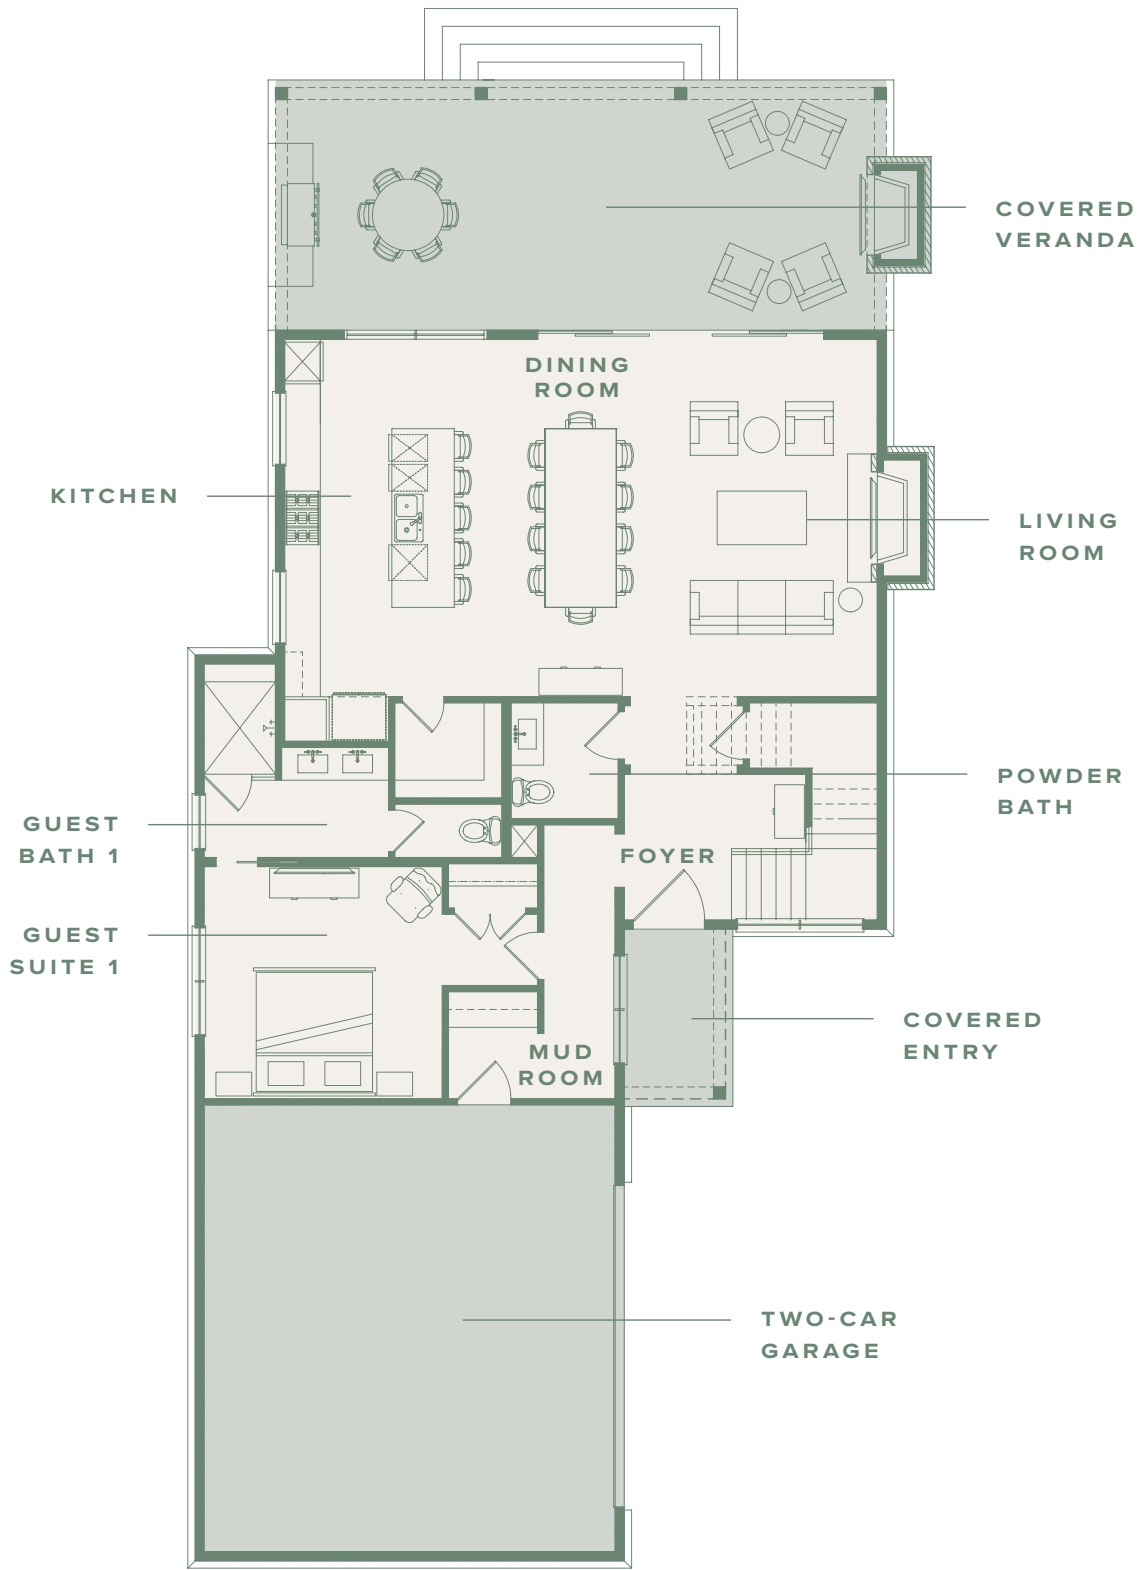 COVERED
VERANDA
DINING
ROOM
KITCHEN
LIVING
ROOM
POWDER
BATH
GUEST
BATH 1
FOYER
GUEST
SUITE 1
COVERED
ENTRY
MUD
ROOM
TWO-CAR
GARAGE